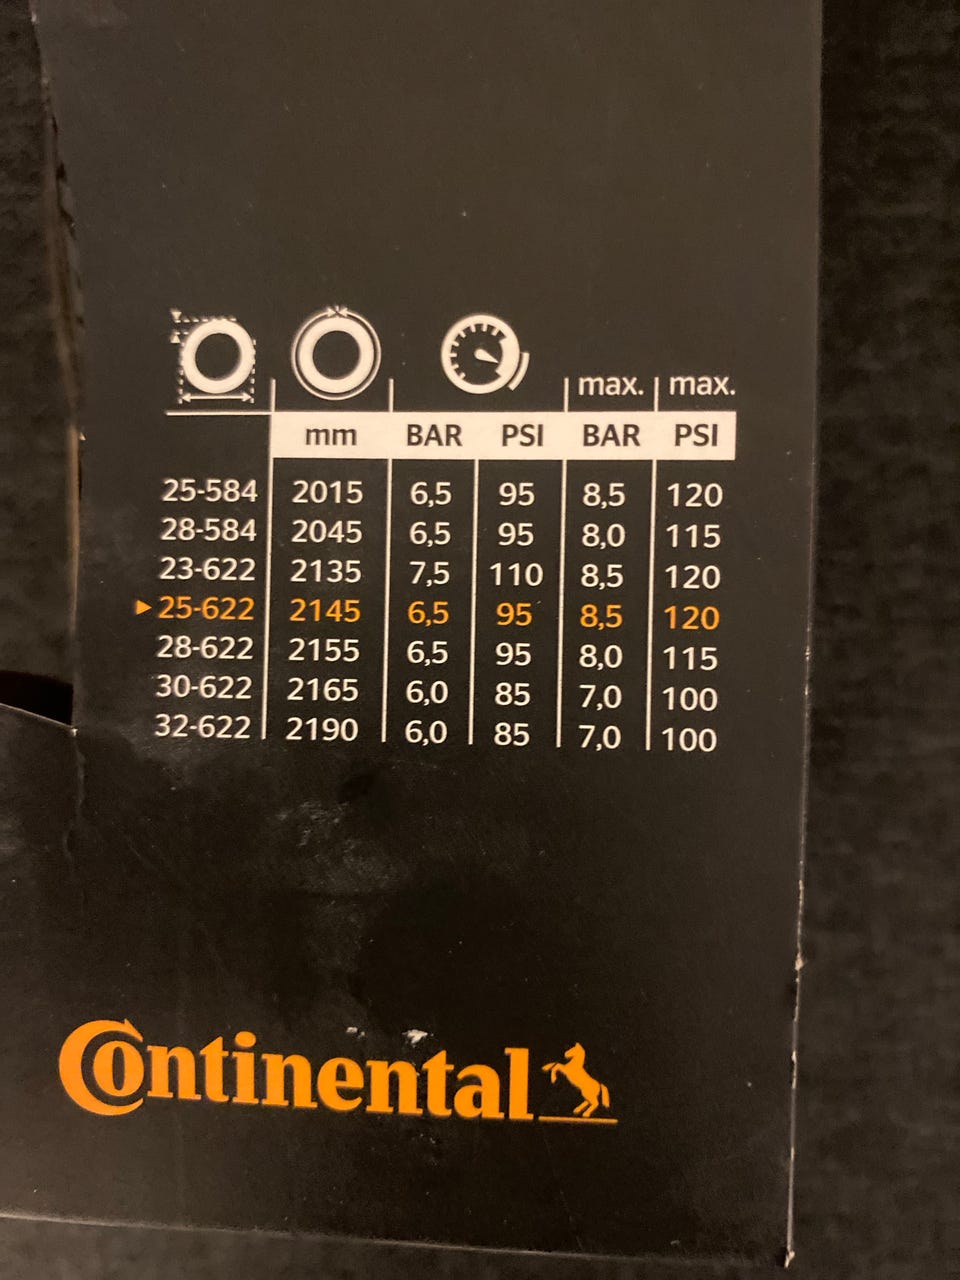 max. max.
mm BAR PSI BAR PSI
25-584 2015 6,5 95 8,5 120
28-584 2045 6,5 95 8,0 115
23-622 2135 7,5 110 8,5 120
25-622 2145 6,5 95 8,5 120
28-622 2155 6,5 95 8,0 115
30-622 2165 6,0 85 7,0 100
32-622 2190 6,0 85 7,0 100
Continental